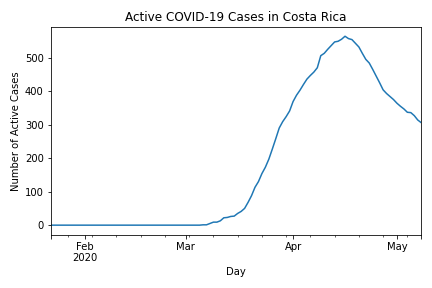 Active COVID-19 Cases in Costa Rica
Number of Active Cases
500
400
300
200
100
0
Feb
2020
Mar
Apr
May
Day